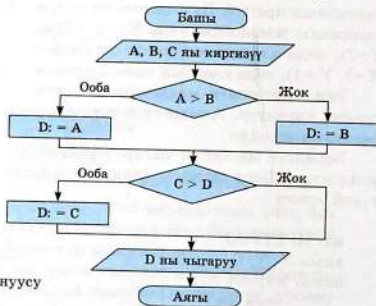 Башы
А, В, С ны киргизүү
Ооба
А > В
Жок
D: = А
D: = В
Ооба
С > D
Жок
D: = С
D ны чыгаруу
нуусу
Аягы